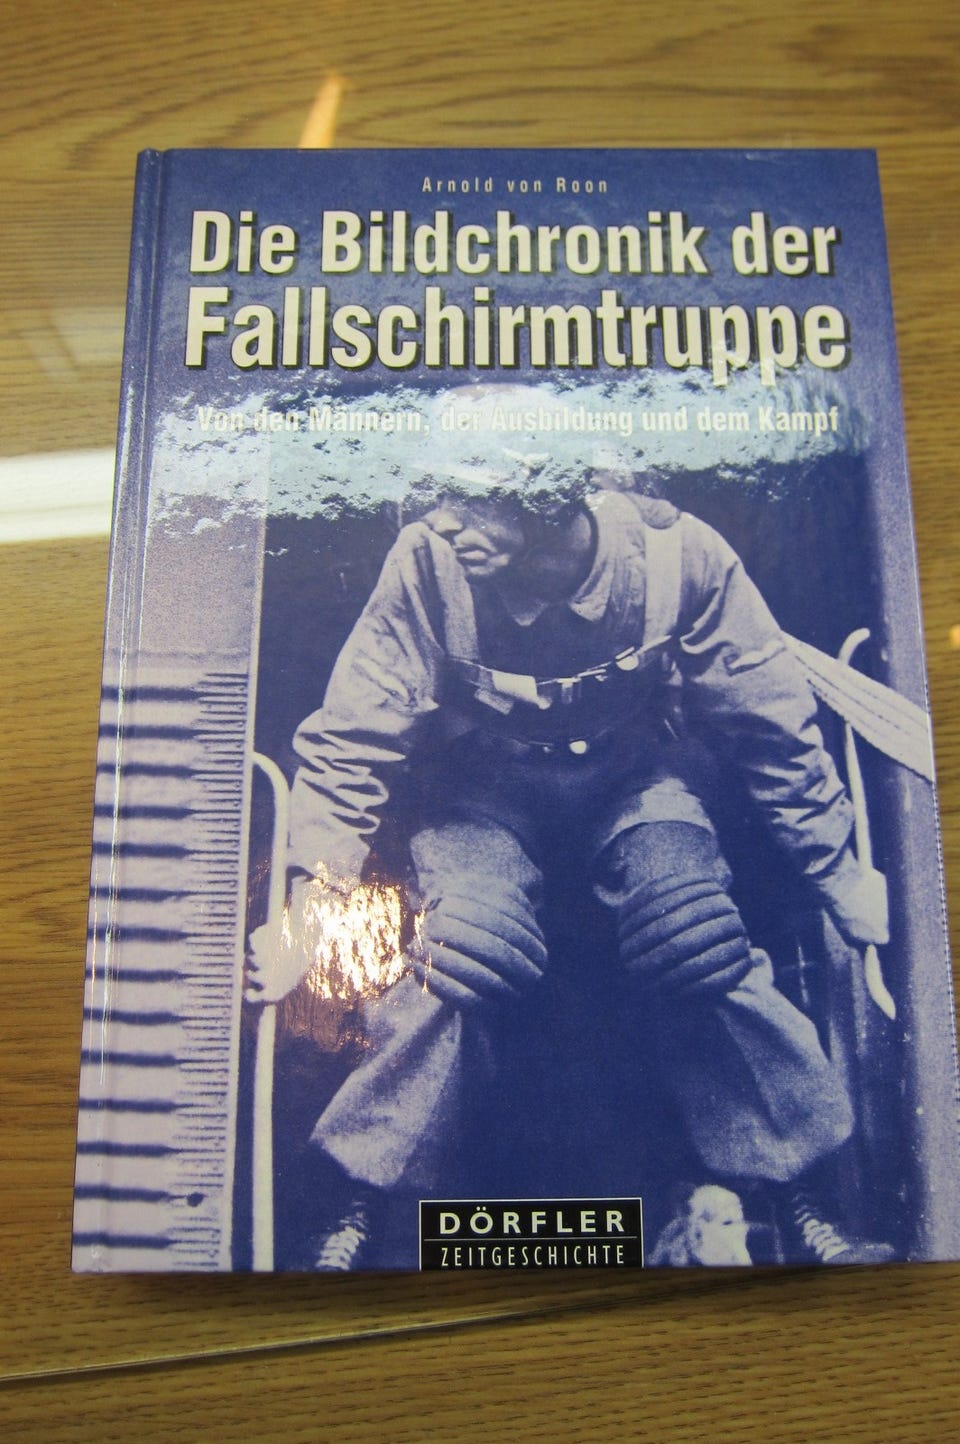 Arnold von Roon
Die Bildchronik der
Fallschirmtruppe
Von den Männern, der Ausbildung und dem Kampf
DÖRFLER
ZEITGESCHICHTE